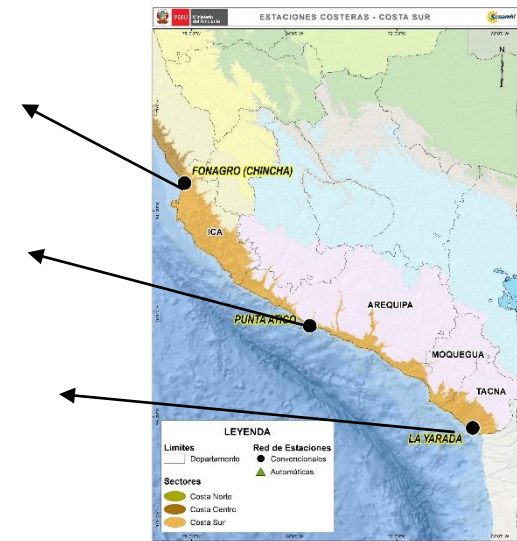 PERÚ Ministerio del Ambiente
ESTACIONES COSTERAS - COSTA SUR
Senamhi
N
FONAGRO (CHINCHA)
ICA
AREQUIPA
PUNTA ATICO
MOQUEGUA
TACNA
LA YARADA
LEYENDA
Limites
Departamento
Red de Estaciones
Convencionales
Automáticas
Sectores
Costa Norte
Costa Centro
Costa Sur